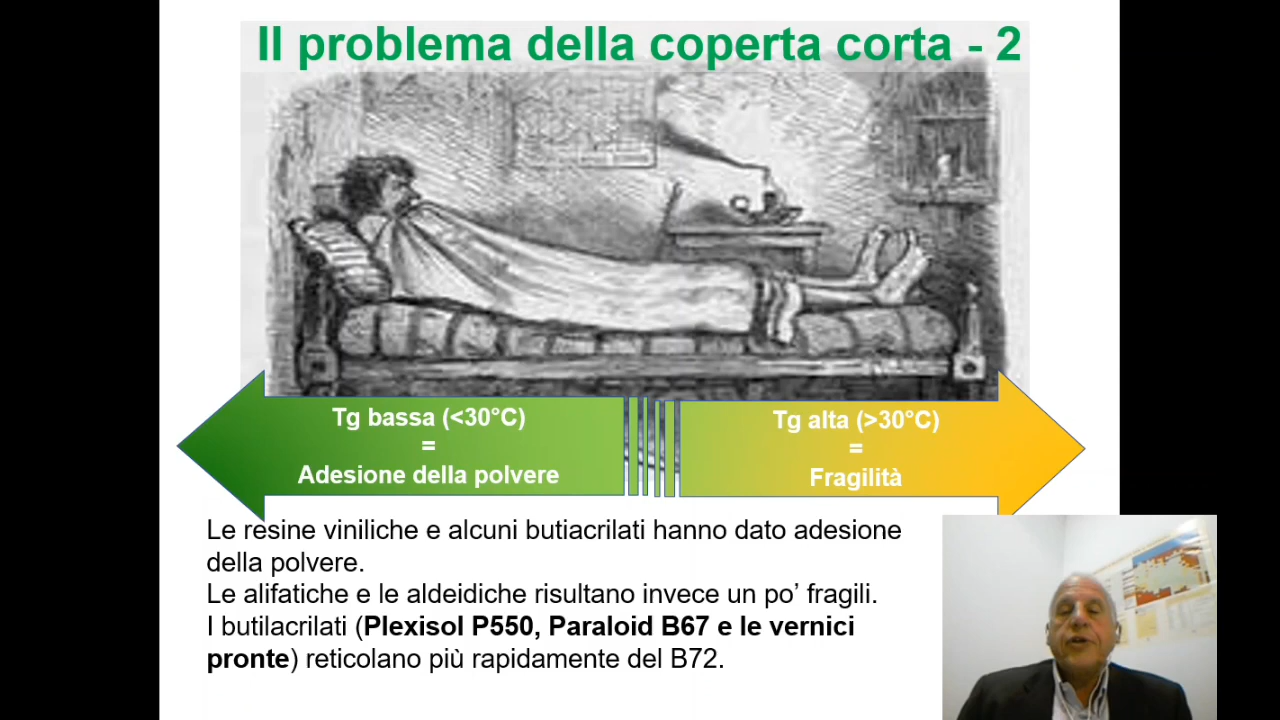 Il problema della coperta corta - 2
Tg bassa (<30°C)
=
Adesione della polvere
Tg alta (>30°C)
=
Fragilità
Le resine viniliche e alcuni butiacrilati hanno dato adesione
della polvere.
Le alifatiche e le aldeidiche risultano invece un po’ fragili.
I butilacrilati (Plexisol P550, Paraloid B67 e le vernici
pronte) reticolano più rapidamente del B72.